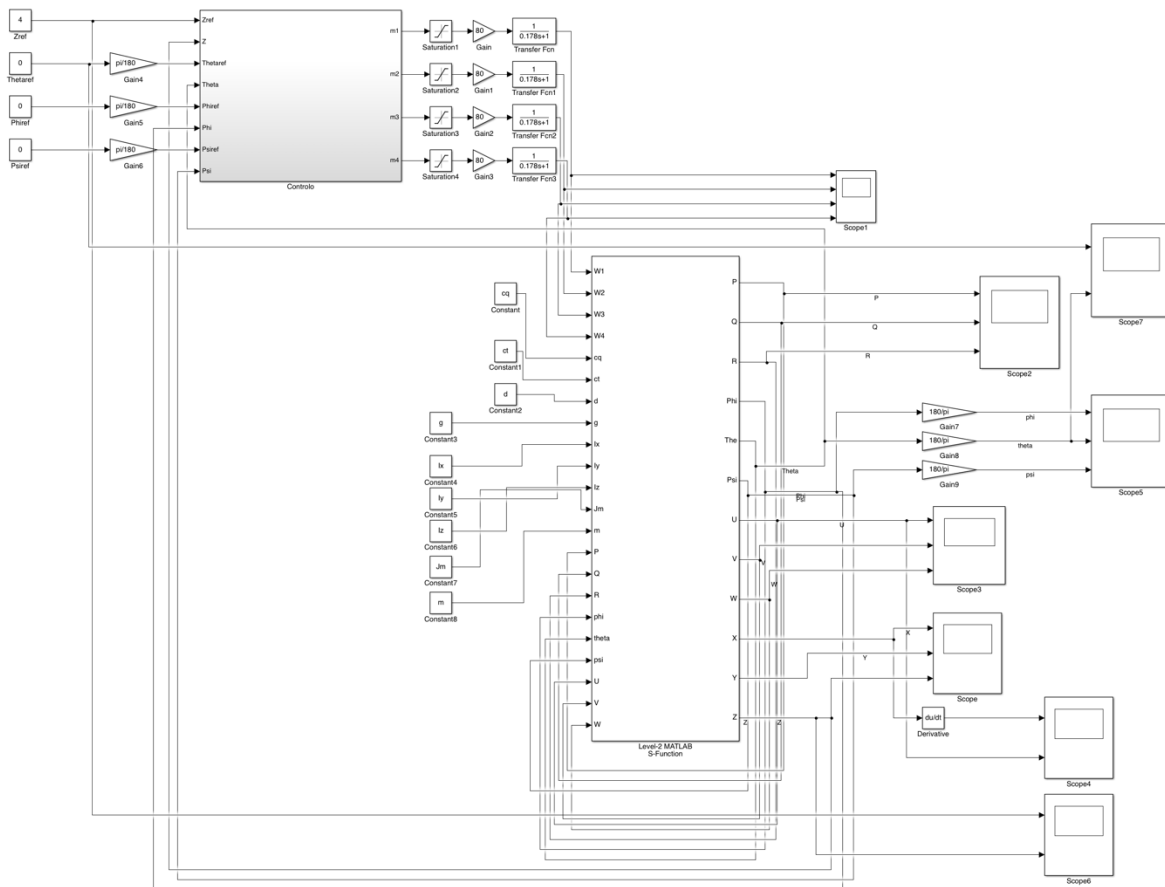 4
Zref
0
Thetaref
0
Phiref
0
Psiref
pi/180
Gain4
pi/180
Gain5
pi/180
Gain6
Zref
Z
Thetaref
Theta
Phiref
Phi
Psiref
Psi
m1
m2
m3
m4
Controlo
Saturation1
80
Gain
1
0.178s+1
Transfer Fcn
Saturation2
80
Gain1
1
0.178s+1
Transfer Fcn1
Saturation3
80
Gain2
1
0.178s+1
Transfer Fcn2
Saturation4
80
Gain3
1
0.178s+1
Transfer Fcn3
Scope1
cq
Constant
ct
Constant1
d
Constant2
g
Constant3
Ix
Constant4
Iy
Constant5
Iz
Constant6
Jm
Constant7
m
Constant8
W1
W2
W3
W4
cq
ct
d
g
Ix
Iy
Iz
Jm
m
P
Q
R
phi
theta
psi
U
V
W
P
Q
R
Phi
The
Psi
U
V
W
X
Y
Z
Level-2 MATLAB
S-Function
P
Q
R
Scope2
Scope7
Theta
Phi
Psi
180/pi
Gain7
180/pi
Gain8
180/pi
Gain9
phi
theta
psi
Scope5
U
V
W
Scope3
X
Y
Z
Z
Scope
du/dt
Derivative
Scope4
Scope6